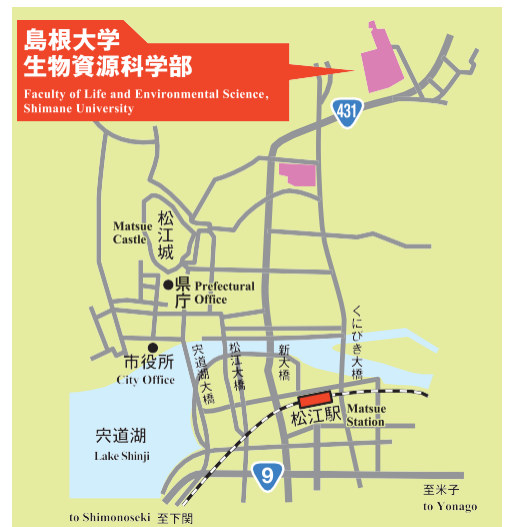 島根大学
生物資源科学部
Faculty of Life and Environmental Science,
Shimane University
431
Matsue
Castle
松江城
県庁
Prefectural
Office
市役所
City Office
宍道湖大橋
松江大橋
新大橋
くにびき大橋
松江駅
Matsue
Station
宍道湖
Lake Shinji
9
至米子
to Yonago
to Shimonoseki 至下関